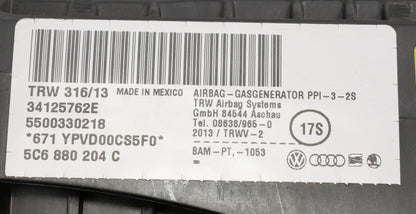 TRW 316/13 MADE IN MEXICO
34125762E
5500330218
*671 YPVD00CS5F0*
5C6 880 204 C
AIRBAG-GASGENERATOR PPI-3-2S
TRW Airbag Systems
GmbH 84544 Aschau
Tel. 08638/965-0
2013 / TRWV-2
BAM-PT,-1053
17S